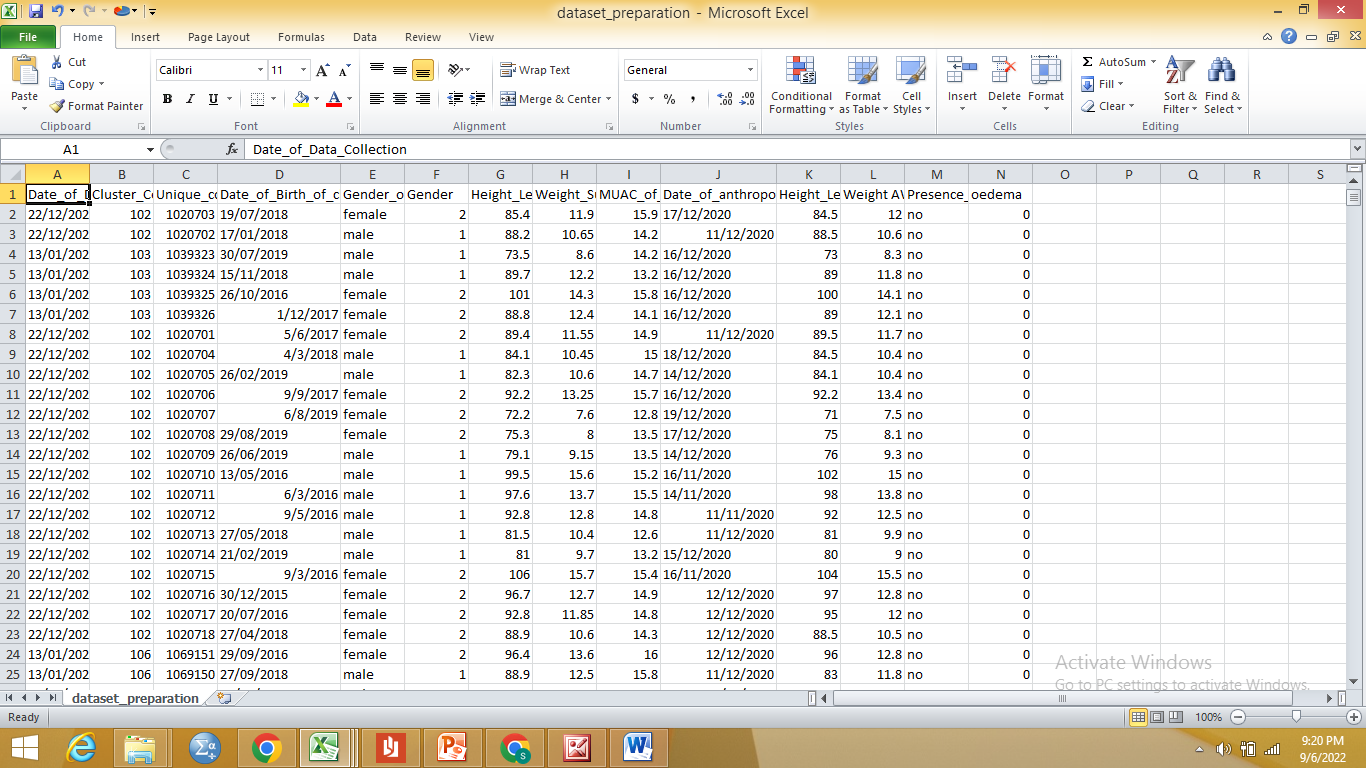 dataset_preparation - Microsoft Excel
File Home Insert Page Layout Formulas Data Review View
Paste Cut Copy Format Painter Clipboard
Calibri 11 A A B I U A Font
Wrap Text Merge & Center Alignment
General $ % , Number
Conditional Formatting Format as Table Cell Styles Styles
Insert Delete Format Cells
Σ AutoSum Fill Clear Sort & Filter Find & Select Editing
A1 fx Date_of_Data_Collection
A B C D E F G H I J K L M N O P Q R S
1 Date_of_D Cluster_Co Unique_co Date_of_Birth_of_c Gender_o Gender Height_Le Weight_Su MUAC_of_ Date_of_anthropo Height_Le Weight AV Presence_ oedema
2 22/12/202 102 1020703 19/07/2018 female 2 85.4 11.9 15.9 17/12/2020 84.5 12 no 0
3 22/12/202 102 1020702 17/01/2018 male 1 88.2 10.65 14.2 11/12/2020 88.5 10.6 no 0
4 13/01/202 103 1039323 30/07/2019 male 1 73.5 8.6 14.2 16/12/2020 73 8.3 no 0
5 13/01/202 103 1039324 15/11/2018 male 1 89.7 12.2 13.2 16/12/2020 89 11.8 no 0
6 13/01/202 103 1039325 26/10/2016 female 2 101 14.3 15.8 16/12/2020 100 14.1 no 0
7 13/01/202 103 1039326 1/12/2017 female 2 88.8 12.4 14.1 16/12/2020 89 12.1 no 0
8 22/12/202 102 1020701 5/6/2017 female 2 89.4 11.55 14.9 11/12/2020 89.5 11.7 no 0
9 22/12/202 102 1020704 4/3/2018 male 1 84.1 10.45 15 18/12/2020 84.5 10.4 no 0
10 22/12/202 102 1020705 26/02/2019 male 1 82.3 10.6 14.7 14/12/2020 84.1 10.4 no 0
11 22/12/202 102 1020706 9/9/2017 female 2 92.2 13.25 15.7 16/12/2020 92.2 13.4 no 0
12 22/12/202 102 1020707 6/8/2019 female 2 72.2 7.6 12.8 19/12/2020 71 7.5 no 0
13 22/12/202 102 1020708 29/08/2019 female 2 75.3 8 13.5 17/12/2020 75 8.1 no 0
14 22/12/202 102 1020709 26/06/2019 male 1 79.1 9.15 13.5 14/12/2020 76 9.3 no 0
15 22/12/202 102 1020710 13/05/2016 male 1 99.5 15.6 15.2 16/11/2020 102 15 no 0
16 22/12/202 102 1020711 6/3/2016 male 1 97.6 13.7 15.5 14/11/2020 98 13.8 no 0
17 22/12/202 102 1020712 9/5/2016 male 1 92.8 12.8 14.8 11/11/2020 92 12.5 no 0
18 22/12/202 102 1020713 27/05/2018 male 1 81.5 10.4 12.6 11/12/2020 81 9.9 no 0
19 22/12/202 102 1020714 21/02/2019 male 1 81 9.7 13.2 15/12/2020 80 9 no 0
20 22/12/202 102 1020715 9/3/2016 female 2 106 15.7 15.4 16/11/2020 104 15.5 no 0
21 22/12/202 102 1020716 30/12/2015 female 2 96.7 12.7 14.9 12/12/2020 97 12.8 no 0
22 22/12/202 102 1020717 20/07/2016 female 2 92.8 11.85 14.8 12/12/2020 95 12 no 0
23 22/12/202 102 1020718 27/04/2018 female 2 88.9 10.6 14.3 12/12/2020 88.5 10.5 no 0
24 13/01/202 106 1069151 29/09/2016 female 2 96.4 13.6 16 12/12/2020 96 12.8 no 0
25 13/01/202 106 1069150 27/09/2018 male 1 88.9 12.5 15.8 11/12/2020 83 11.8 no 0
Activate Windows
Go to PC settings to activate Windows.
dataset_preparation
Ready 100%
9:20 PM
9/6/2022